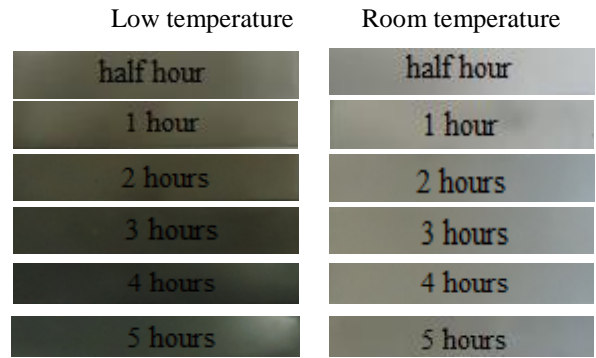 Low temperature Room temperature
half hour half hour
1 hour 1 hour
2 hours 2 hours
3 hours 3 hours
4 hours 4 hours
5 hours 5 hours